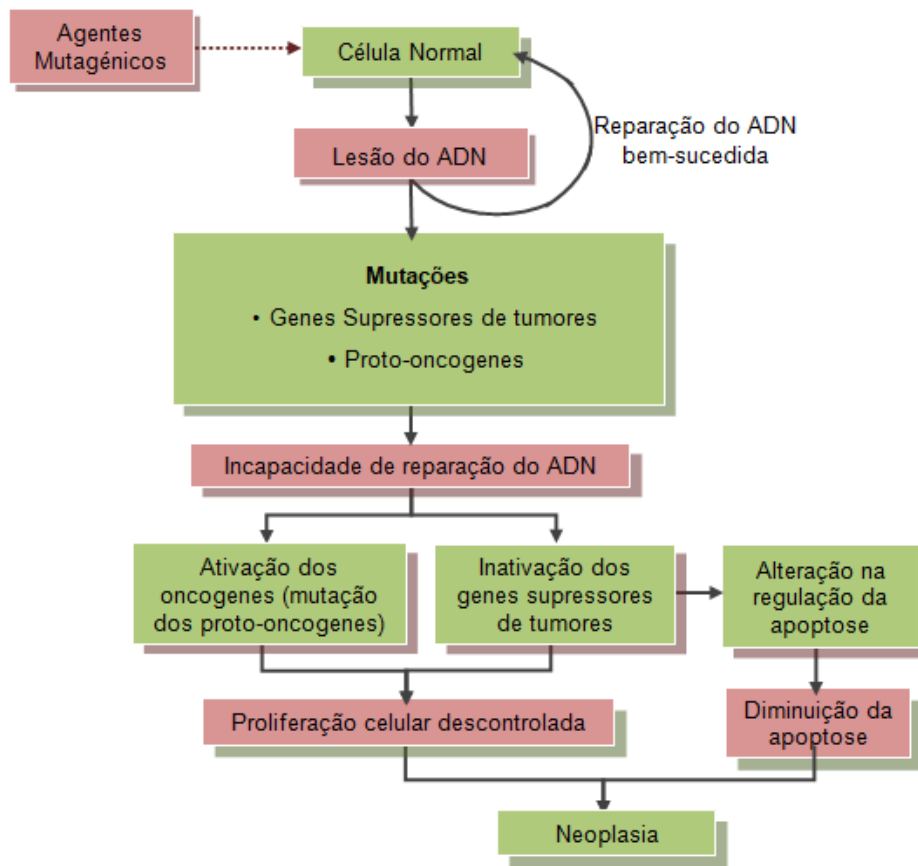 Agentes
Mutagénicos
Célula Normal
Reparação do ADN
bem-sucedida
Lesão do ADN
Mutações
• Genes Supressores de tumores
• Proto-oncogenes
Incapacidade de reparação do ADN
Ativação dos
oncogenes (mutação
dos proto-oncogenes)
Inativação dos
genes supressores
de tumores
Alteração na
regulação da
apoptose
Proliferação celular descontrolada
Diminuição da
apoptose
Neoplasia